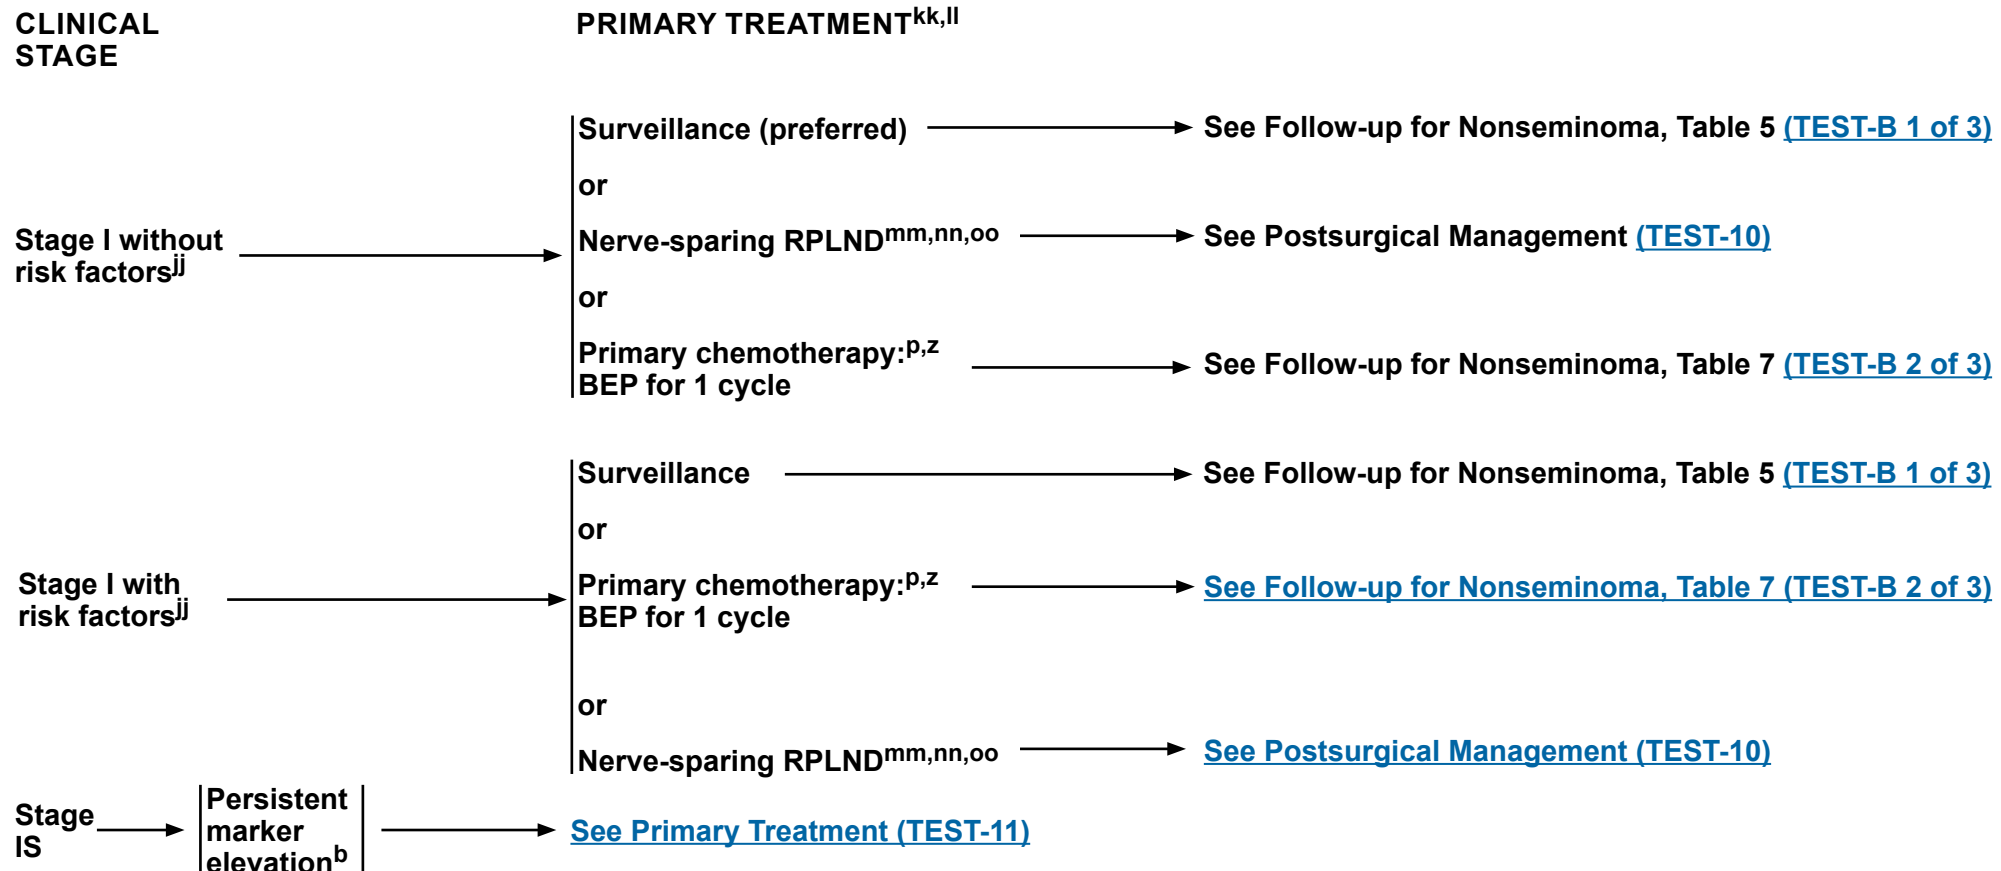 CLINICAL
STAGE
PRIMARY TREATMENTkk,ll
Stage I without
risk factorsjj
Surveillance (preferred)
See Follow-up for Nonseminoma, Table 5 (TEST-B 1 of 3)
or
Nerve-sparing RPLNDmm,nn,oo
See Postsurgical Management (TEST-10)
or
Primary chemotherapy:p,z
BEP for 1 cycle
See Follow-up for Nonseminoma, Table 7 (TEST-B 2 of 3)
Stage I with
risk factorsjj
Surveillance
See Follow-up for Nonseminoma, Table 5 (TEST-B 1 of 3)
or
Primary chemotherapy:p,z
BEP for 1 cycle
See Follow-up for Nonseminoma, Table 7 (TEST-B 2 of 3)
or
Nerve-sparing RPLNDmm,nn,oo
See Postsurgical Management (TEST-10)
Stage
IS
Persistent
marker
elevationb
See Primary Treatment (TEST-11)